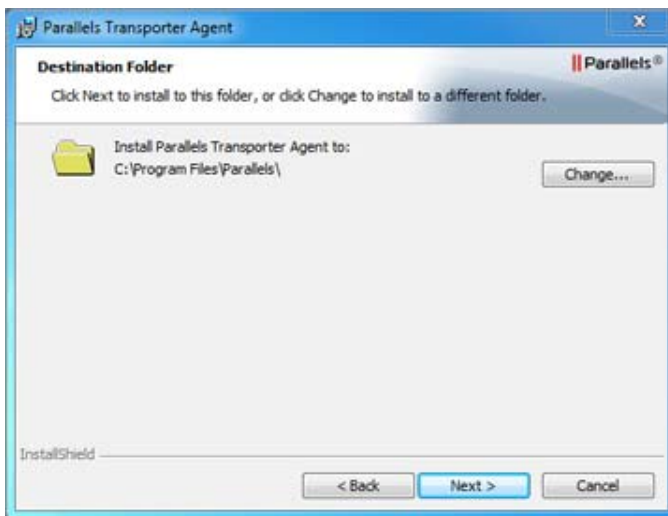 Parallels Transporter Agent
X
Destination Folder
Parallels®
Click Next to install to this folder, or click Change to install to a different folder.
Install Parallels Transporter Agent to:
C:\Program Files\Parallels\
Change...
InstallShield
< Back
Next >
Cancel